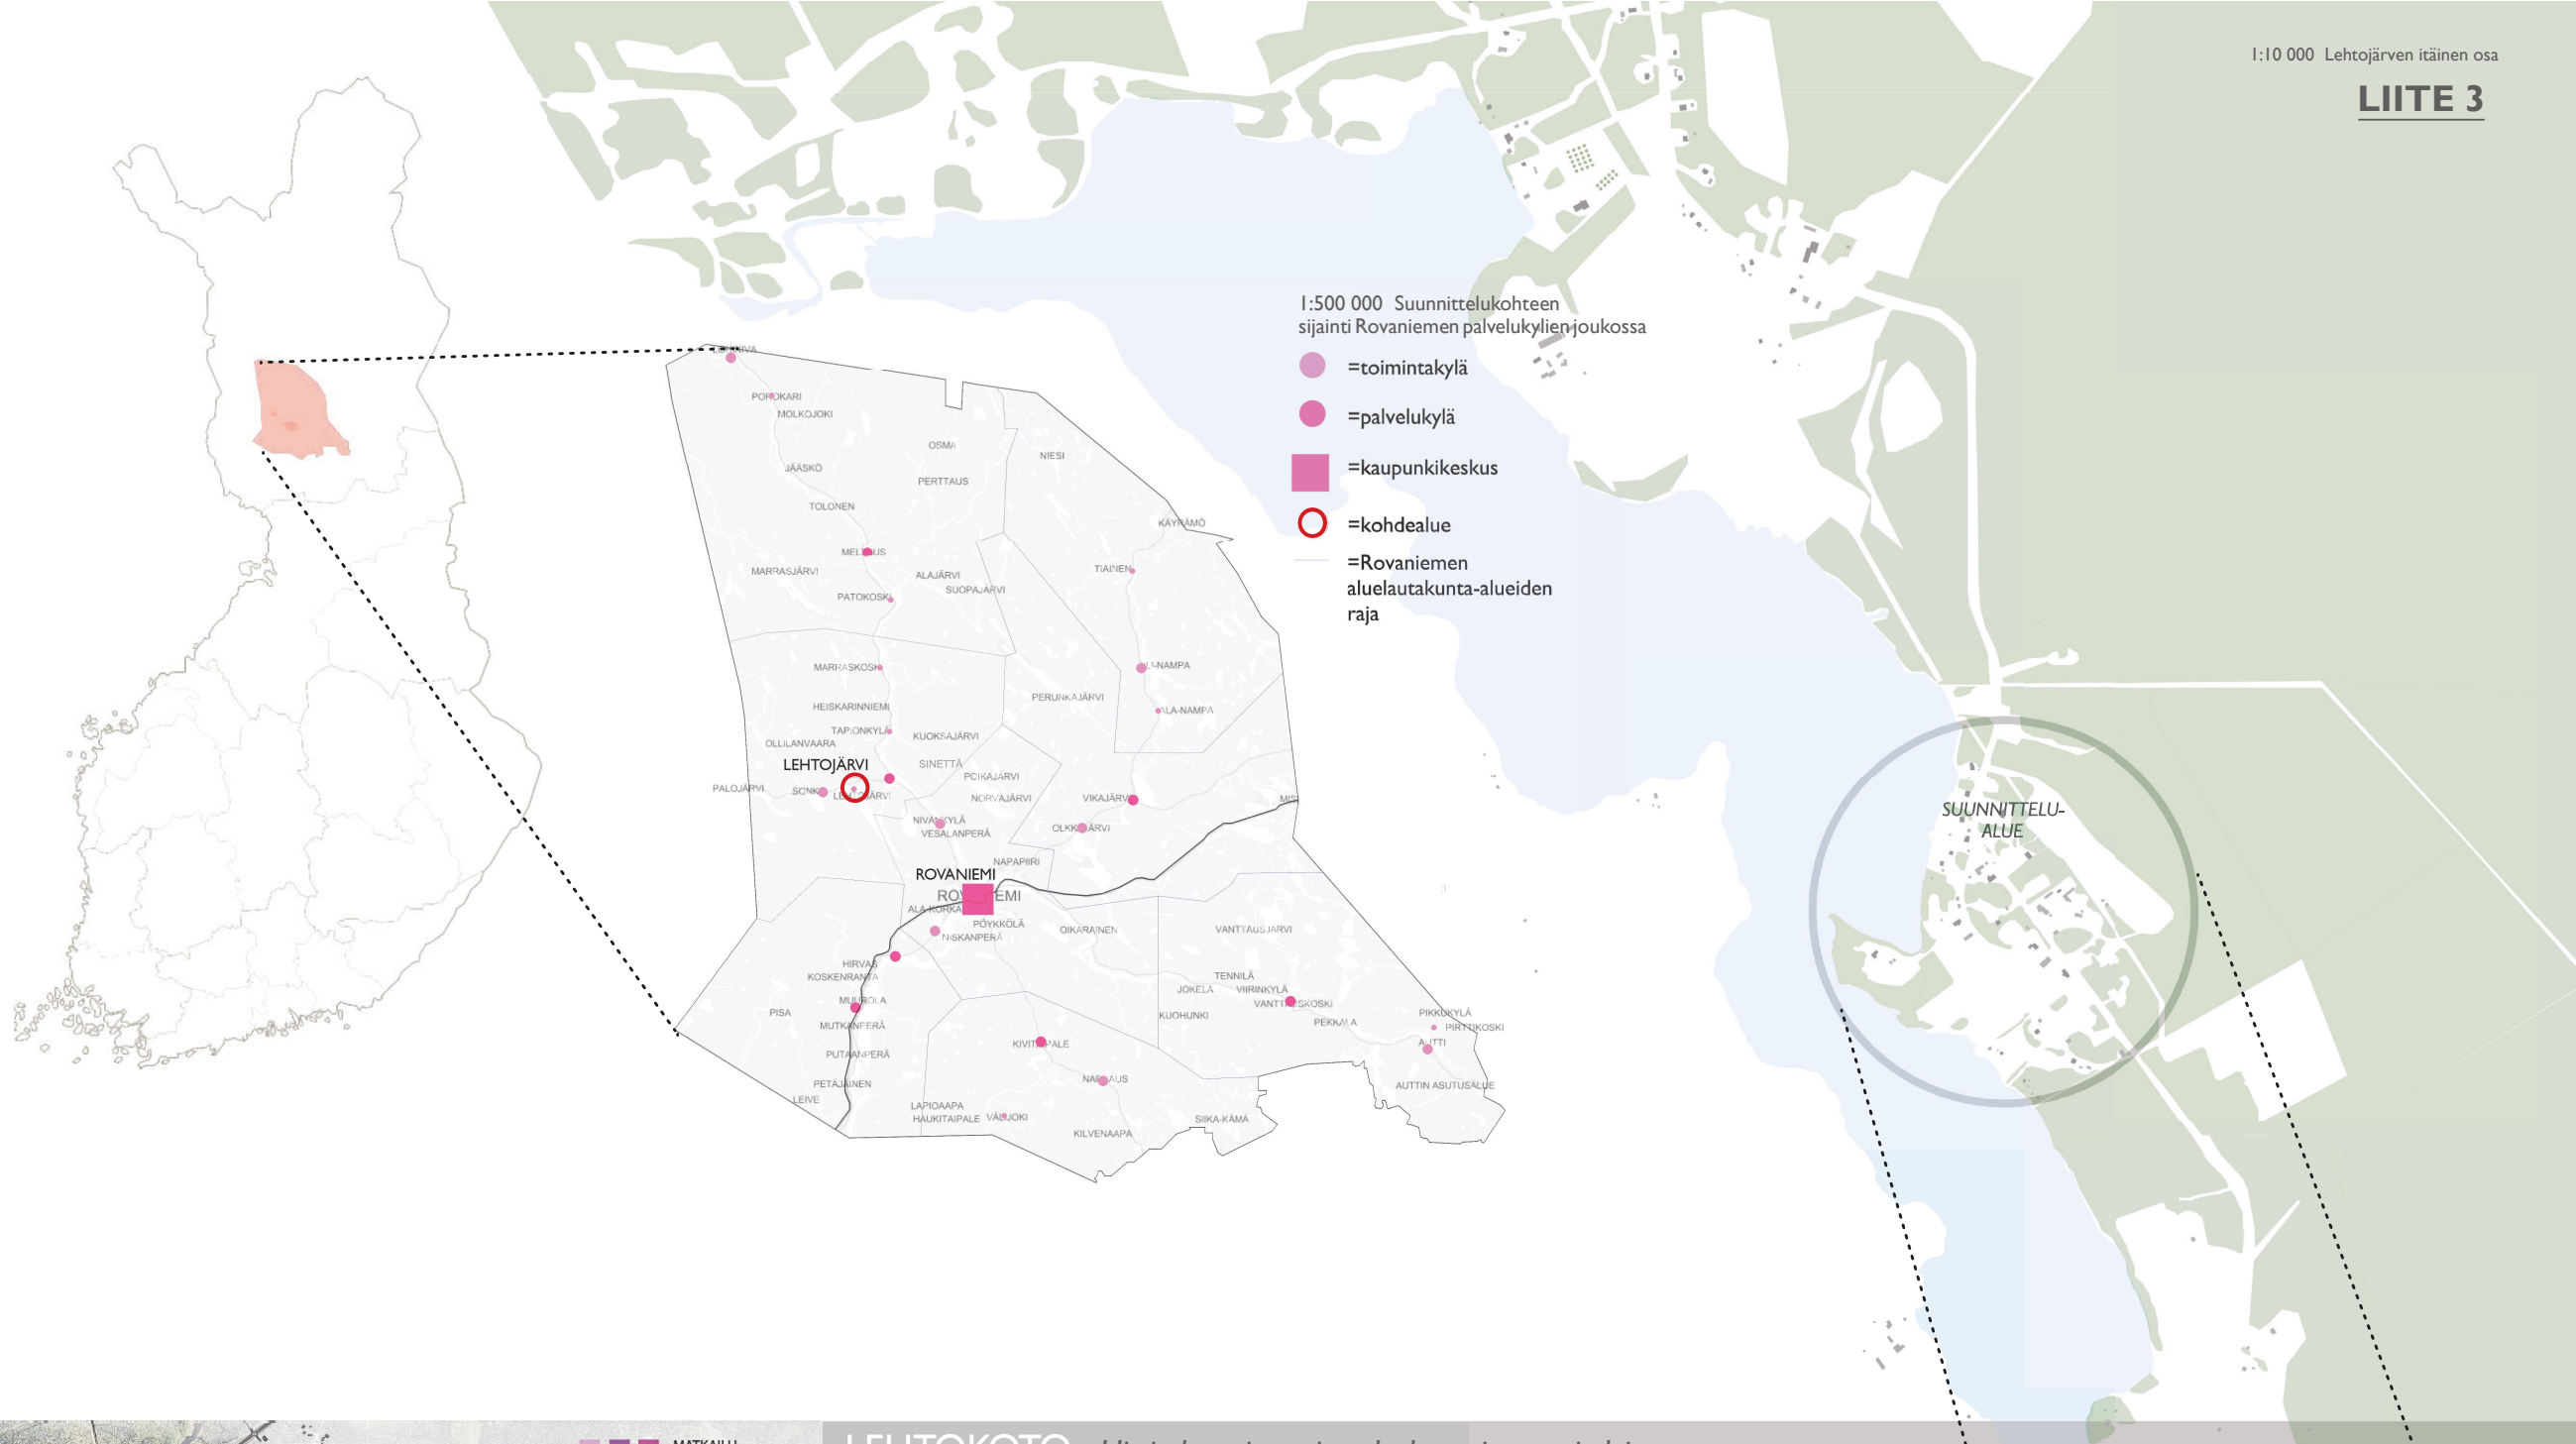 1:10 000 Lehtojärven itäinen osa
LIITE 3
1:500 000 Suunnittelukohteen
sijainti Rovaniemen palvelukylien joukossa
=toimintakylä
=palvelukylä
=kaupunkikeskus
=kohdealue
=Rovaniemen
aluelautakunta-alueiden
raja
MOLKOJOKI
OSMA
NIESI
JÄÄSKÖ
PERTTAUS
TOLONEN
KÄYRÄMÖ
MARRASJÄRVI
TIAINEN
ALAJÄRVI
SUOPAJÄRVI
PATOKOSKI
MARRASKOSKI
PERUNKAJÄRVI
HEISKARINNIEMI
ALA-NAMPA
TAPIONKYLÄ
KUOKSAJÄRVI
OLLILANVAARA
LEHTOJÄRVI
SINETTÄ
POIKAJÄRVI
PALOJÄRVI
NORVAJÄRVI
VIKAJÄRVI
VESALANPERÄ
NAPAPIIRI
ROVANIEMI
PÖYKKÖLÄ
NISKANPERÄ
OIKARAINEN
VANTTAUSJÄRVI
HIRVAS
KOSKENRANTA
TENNILÄ
JOKELA
VIIRINKYLÄ
PISA
KUOHUNKI
PEKKALA
PIKKUKYLÄ
PIRTTIKOSKI
MUTKANPERÄ
AUTTI
PUTAANPERÄ
PETÄJÄINEN
AUTTIN ASUTUSALUE
LEIVE
LAPIOAAPA
HAUKITAIPALE
SIIKA-KÄMÄ
KILVENAAPA
SUUNNITTELU-
ALUE